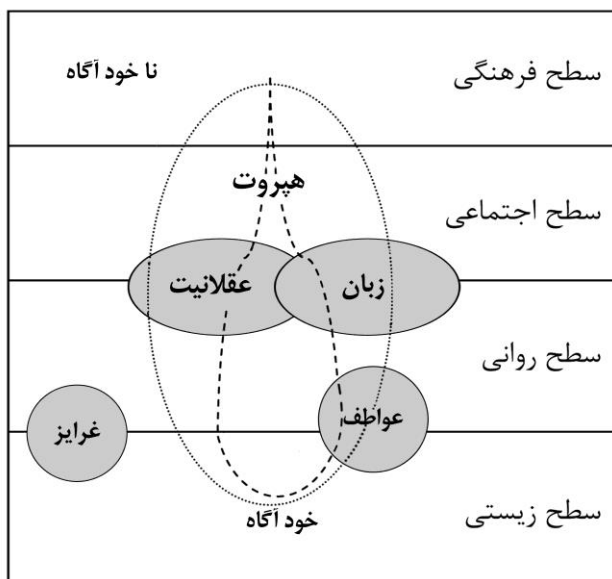 سطح فرهنگی
نا خود آگاه
هپروت
سطح اجتماعی
زبان
عقلانیت
سطح روانی
عواطف
غرایز
سطح زیستی
خود آگاه